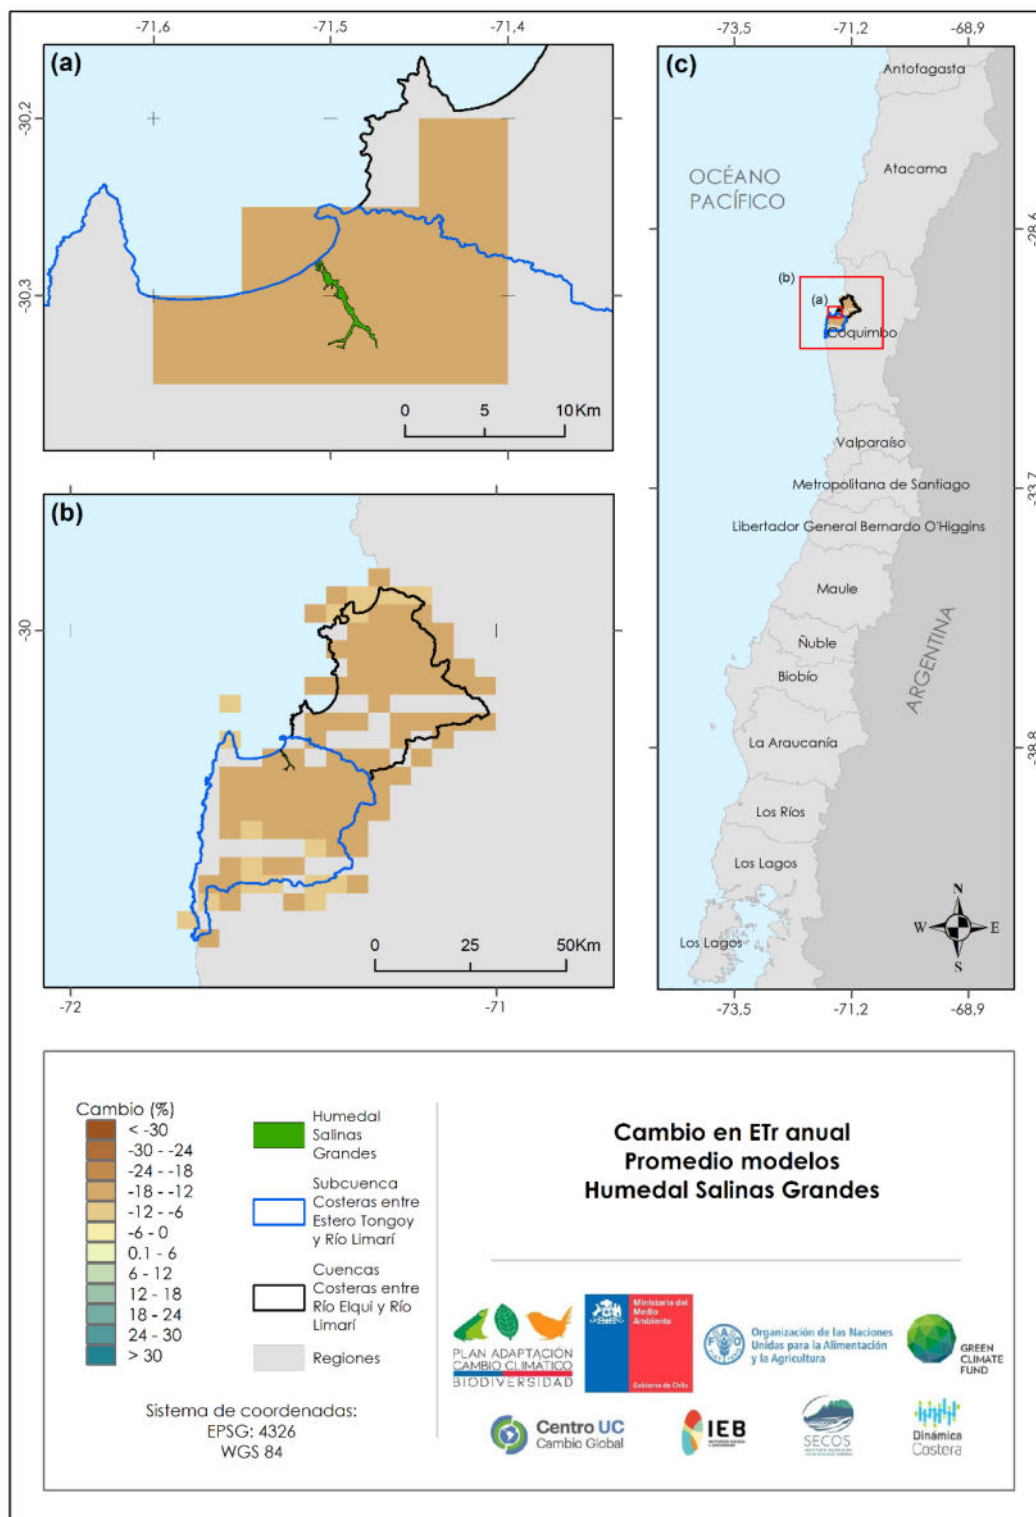 -71,6
-71,5
-71,4
(a)
-30,2
-30,3
0
5
10Km
(b)
-30
0
25
50Km
-72
-71
-73,5
-71,2
-68,9
(c)
Antofagasta
Atacama
OCÉANO
PACÍFICO
-28,6
(b)
(a)
Coquimbo
Valparaíso
-33,7
Metropolitana de Santiago
Libertador General Bernardo O'Higgins
Maule
Ñuble
Biobío
ARGENTINA
La Araucanía
-38,8
Los Ríos
Los Lagos
Los Lagos
N
W
E
S
-73,5
-71,2
-68,9
Cambio (%)
< -30
-30 - -24
-24 - -18
-18 - -12
-12 - -6
-6 - 0
0.1 - 6
6 - 12
12 - 18
18 - 24
24 - 30
> 30
Humedal
Salinas
Grandes
Subcuenca
Costeras entre
Estero Tongoy
y Río Limarí
Cuencas
Costeras entre
Río Elqui y Río
Limarí
Regiones
Sistema de coordenadas:
EPSG: 4326
WGS 84
Cambio en ETr anual
Promedio modelos
Humedal Salinas Grandes
PLAN ADAPTACIÓN
CAMBIO CLIMÁTICO
BIODIVERSIDAD
Ministerio del
Medio
Ambiente
Gobierno de Chile
FAO
Organización de las Naciones
Unidas para la Alimentación
y la Agricultura
GREEN
CLIMATE
FUND
Centro UC
Cambio Global
IEB
SECOS
Dinámica
Costera